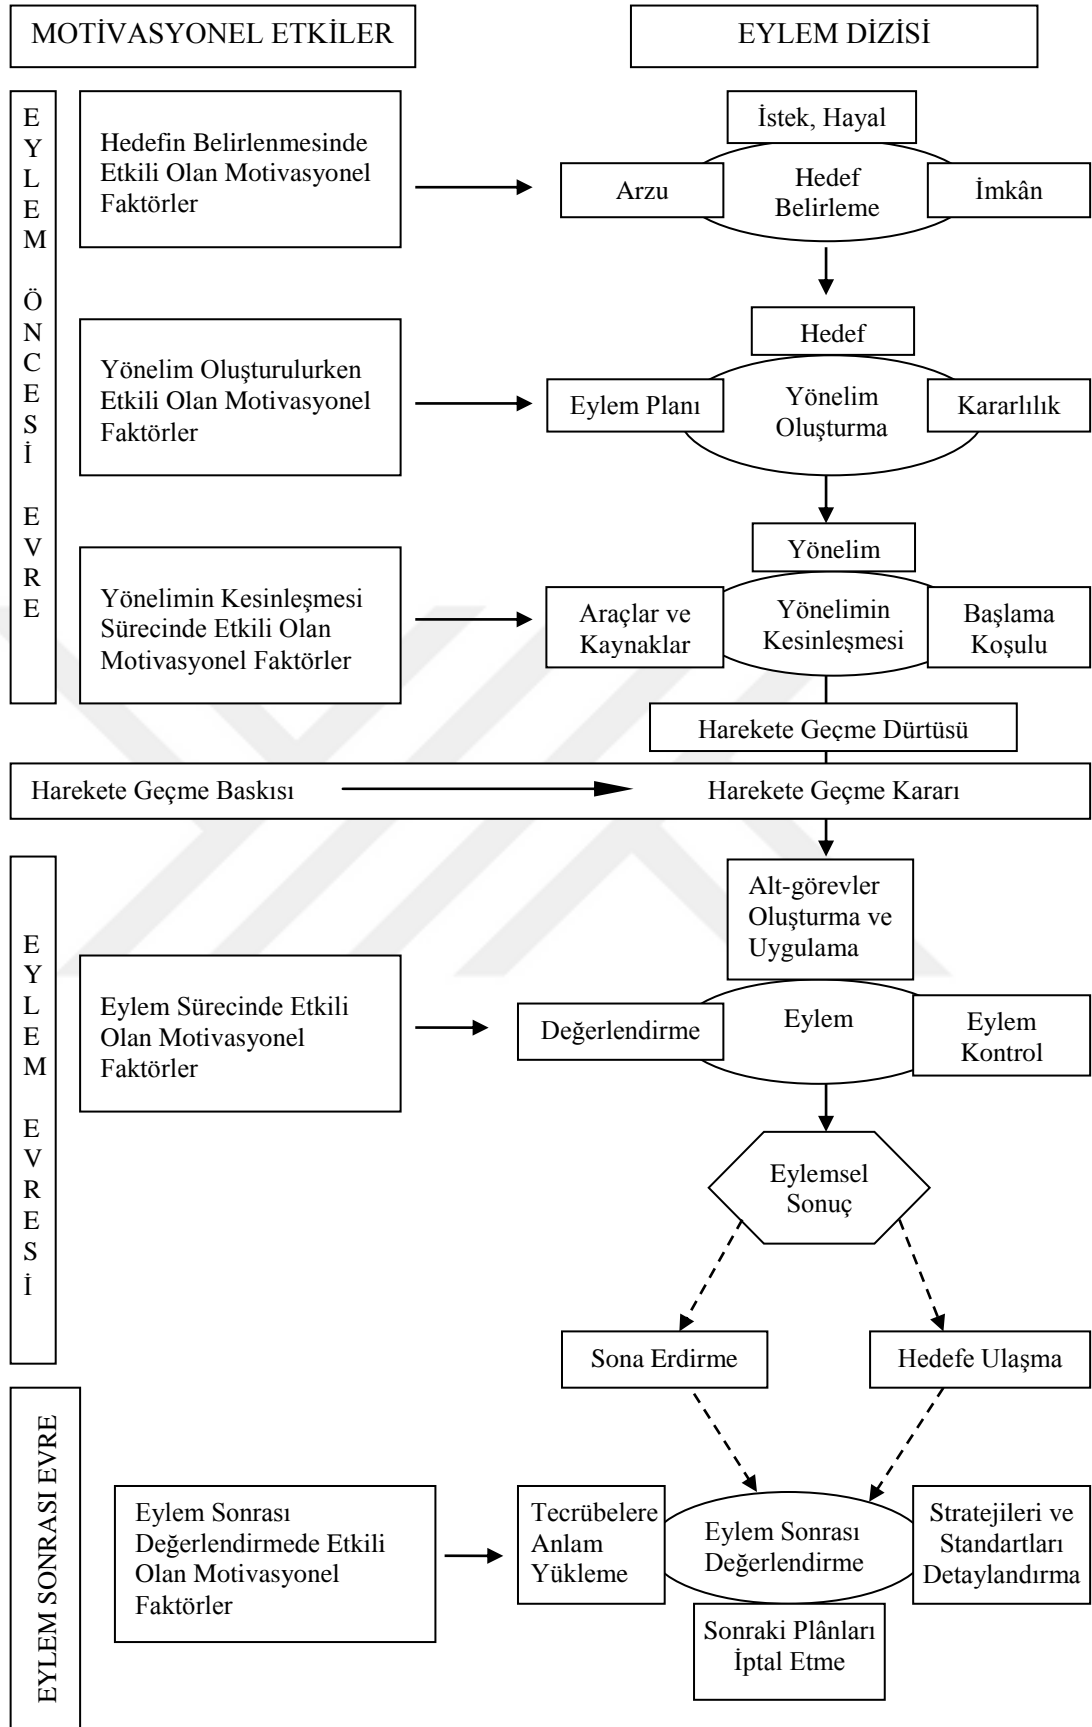 MOTİVASYONEL ETKİLER
EYLEM DİZİSİ
EYLEM ÖNCESİ EVRE
Hedefin Belirlenmesinde
Etkili Olan Motivasyonel
Faktörler
İstek, Hayal
Arzu
Hedef
Belirleme
İmkân
Yönelim Oluşturulurken
Etkili Olan Motivasyonel
Faktörler
Hedef
Eylem Planı
Yönelim
Oluşturma
Kararlılık
Yönelimin Kesinleşmesi
Sürecinde Etkili Olan
Motivasyonel Faktörler
Yönelim
Araçlar ve
Kaynaklar
Yönelimin
Kesinleşmesi
Başlama
Koşulu
Harekete Geçme Dürtüsü
Harekete Geçme Baskısı
Harekete Geçme Kararı
EYLEM EVRESİ
Alt-görevler
Oluşturma ve
Uygulama
Eylem Sürecinde Etkili
Olan Motivasyonel
Faktörler
Değerlendirme
Eylem
Eylem
Kontrol
Eylemsel
Sonuç
Sona Erdirme
Hedefe Ulaşma
EYLEM SONRASI EVRE
Eylem Sonrası
Değerlendirmede Etkili
Olan Motivasyonel
Faktörler
Tecrübelere
Anlam
Yükleme
Eylem Sonrası
Değerlendirme
Stratejileri ve
Standartları
Detaylandırma
Sonraki Plânları
İptal Etme